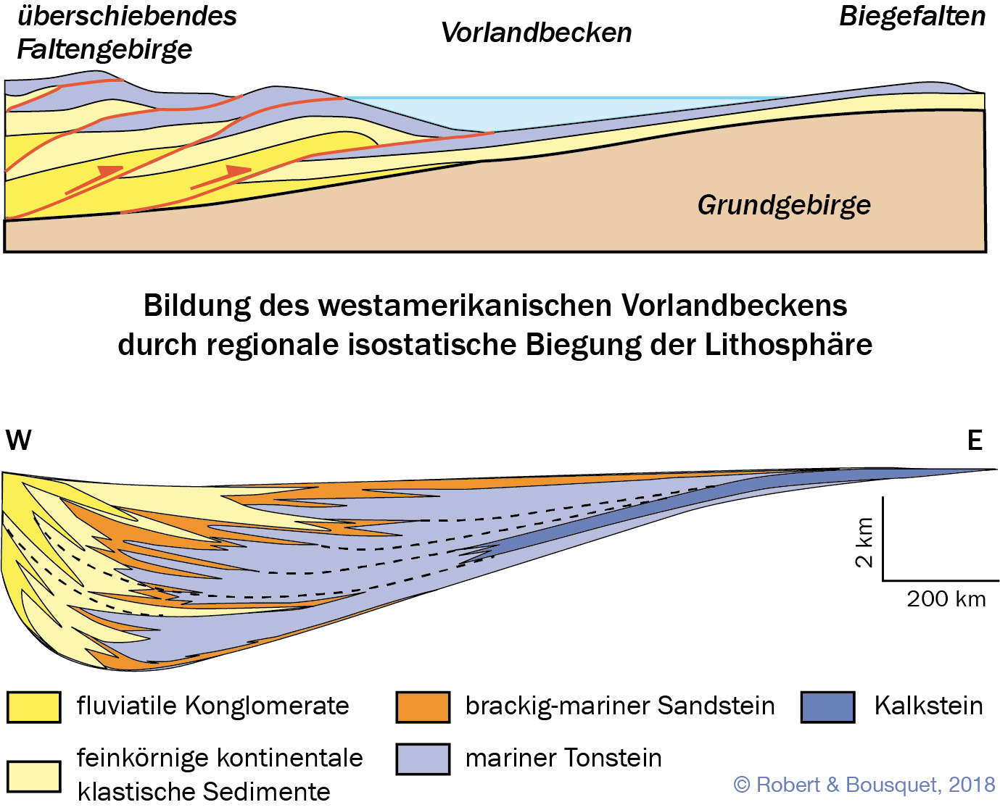 überschiebendes
Faltengebirge
Vorlandbecken
Biegefalten
Grundgebirge
Bildung des westamerikanischen Vorlandbeckens
durch regionale isostatische Biegung der Lithosphäre
W
E
2 km
200 km
fluviatile Konglomerate
brackig-mariner Sandstein
Kalkstein
feinkörnige kontinentale
klastische Sedimente
mariner Tonstein
© Robert & Bousquet, 2018